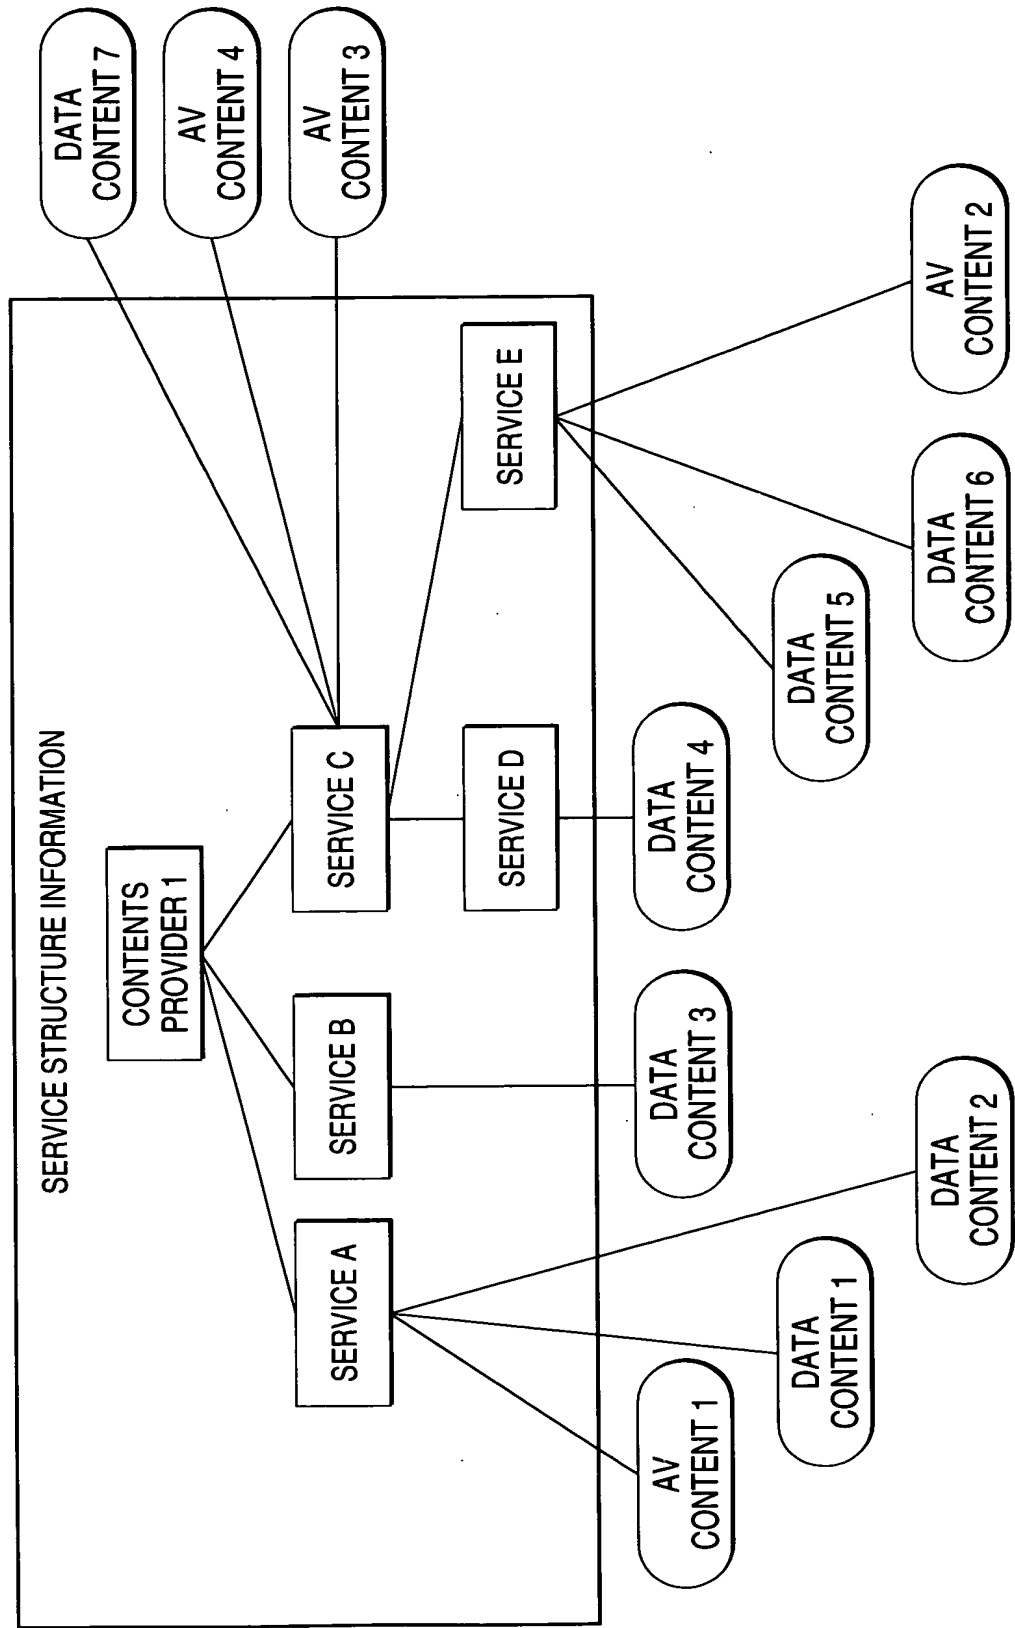 SERVICE STRUCTURE INFORMATION
CONTENTS
PROVIDER 1
SERVICE A
SERVICE B
SERVICE C
SERVICE D
SERVICE E
DATA
CONTENT 7
AV
CONTENT 4
AV
CONTENT 3
AV
CONTENT 1
DATA
CONTENT 1
DATA
CONTENT 2
DATA
CONTENT 3
DATA
CONTENT 4
DATA
CONTENT 5
DATA
CONTENT 6
AV
CONTENT 2